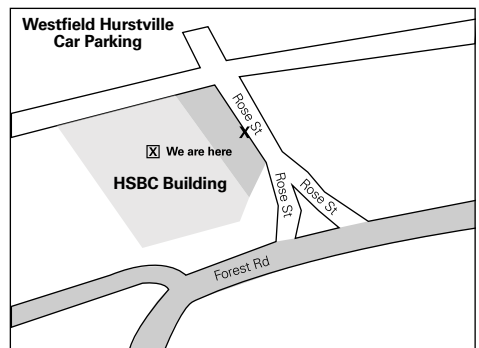 Westfield Hurstville
Car Parking
Rose St
X
X We are here
HSBC Building
Rose St
Rose St
Forest Rd